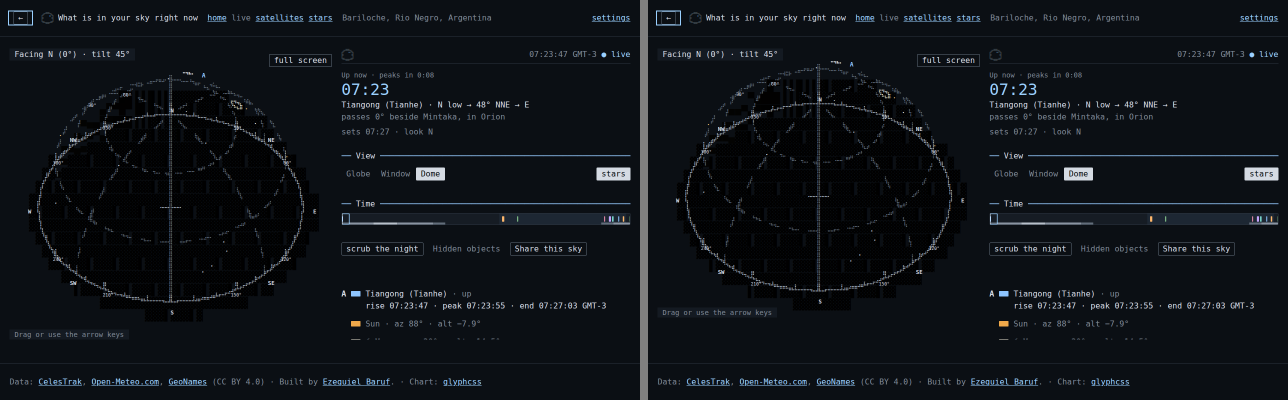 ← What is in your sky right now home live satellites stars Bariloche, Rio Negro, Argentina settings
Facing N (0°) · tilt 45°
full screen
07:23:47 GMT-3 ● live
Up now · peaks in 0:08
07:23
Tiangong (Tianhe) · N low → 48° NNE → E
passes 0° beside Mintaka, in Orion
sets 07:27 · look N
View
Globe Window Dome stars
Time
scrub the night Hidden objects Share this sky
A Tiangong (Tianhe) · up
rise 07:23:47 · peak 07:23:55 · end 07:27:03 GMT-3
Sun · az 88° · alt −7.9°
A
N
NW
NE
W
E
SW
SE
210°
150°
S
Drag or use the arrow keys
Data: CelesTrak, Open-Meteo.com, GeoNames (CC BY 4.0) · Built by Ezequiel Baruf. · Chart: glyphcss
← What is in your sky right now home live satellites stars Bariloche, Rio Negro, Argentina settings
Facing N (0°) · tilt 45°
full screen
07:23:47 GMT-3 ● live
Up now · peaks in 0:08
07:23
Tiangong (Tianhe) · N low → 48° NNE → E
passes 0° beside Mintaka, in Orion
sets 07:27 · look N
View
Globe Window Dome stars
Time
scrub the night Hidden objects Share this sky
A Tiangong (Tianhe) · up
rise 07:23:47 · peak 07:23:55 · end 07:27:03 GMT-3
Sun · az 88° · alt −7.9°
A
N
NW
NE
W
E
SW
SE
210°
150°
S
Drag or use the arrow keys
Data: CelesTrak, Open-Meteo.com, GeoNames (CC BY 4.0) · Built by Ezequiel Baruf. · Chart: glyphcss